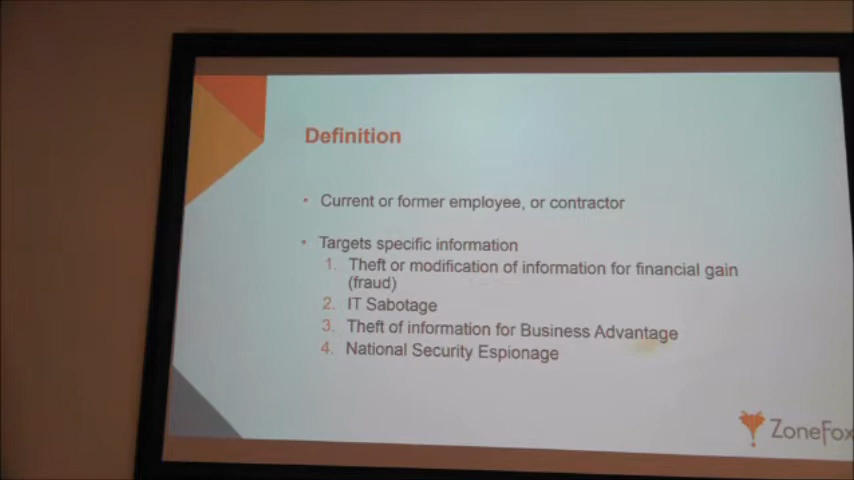 Definition
• Current or former employee, or contractor
• Targets specific information
1. Theft or modification of information for financial gain
(fraud)
2. IT Sabotage
3. Theft of information for Business Advantage
4. National Security Espionage
ZoneFox